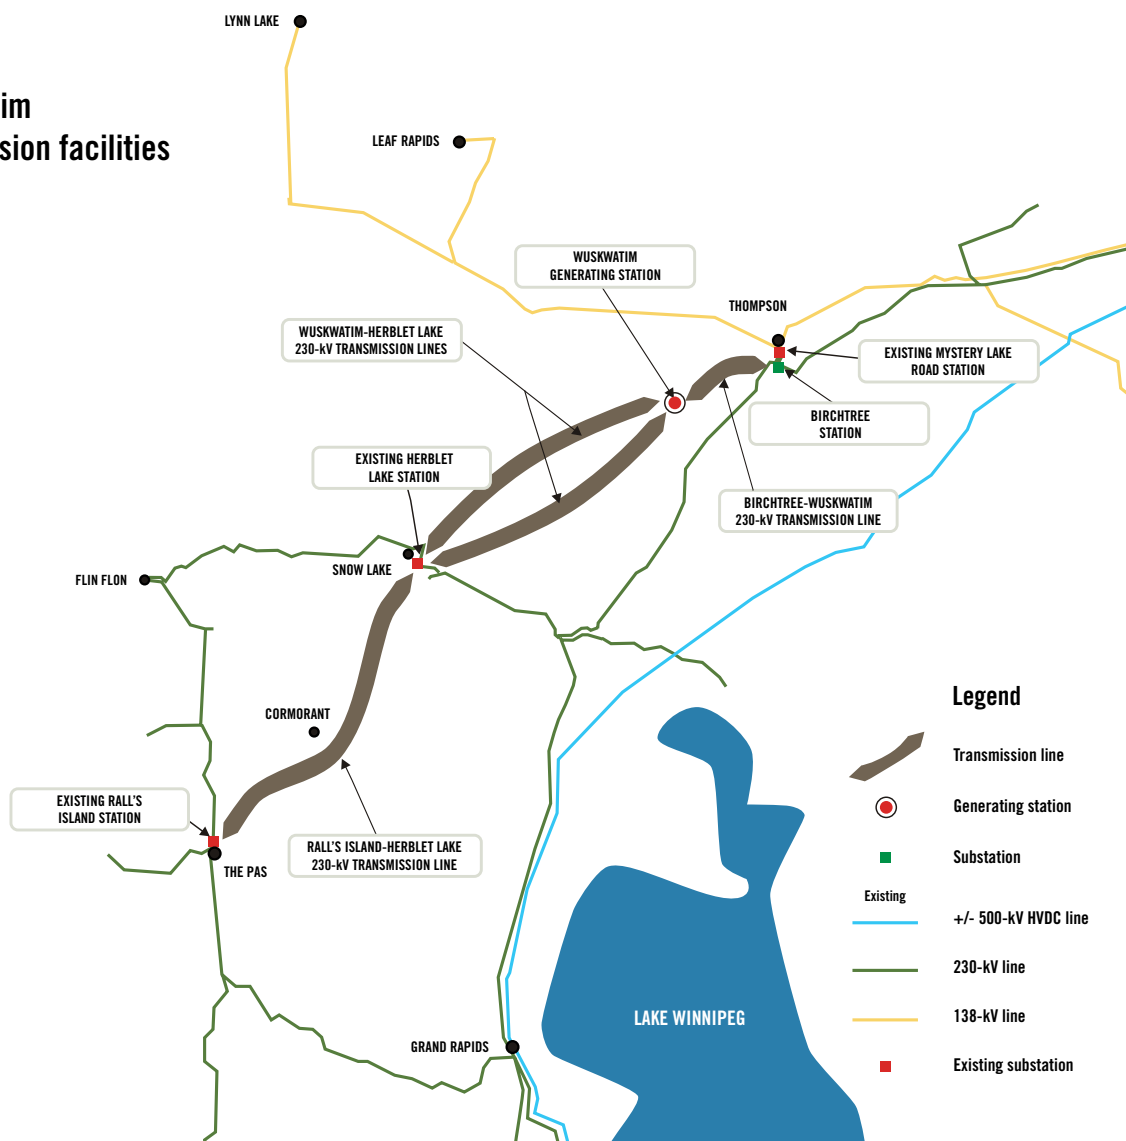 LYNN LAKE
im
sion facilities
LEAF RAPIDS
WUSKWATIM
GENERATING STATION
THOMPSON
WUSKWATIM-HERBLET LAKE
230-kV TRANSMISSION LINES
EXISTING MYSTERY LAKE
ROAD STATION
BIRCHTREE
STATION
EXISTING HERBLET
LAKE STATION
BIRCHTREE-WUSKWATIM
230-kV TRANSMISSION LINE
SNOW LAKE
FLIN FLON
CORMORANT
EXISTING RALL'S
ISLAND STATION
RALL'S ISLAND-HERBLET LAKE
230-kV TRANSMISSION LINE
THE PAS
GRAND RAPIDS
LAKE WINNIPEG
Legend
Transmission line
Generating station
Substation
Existing
+/- 500-kV HVDC line
230-kV line
138-kV line
Existing substation